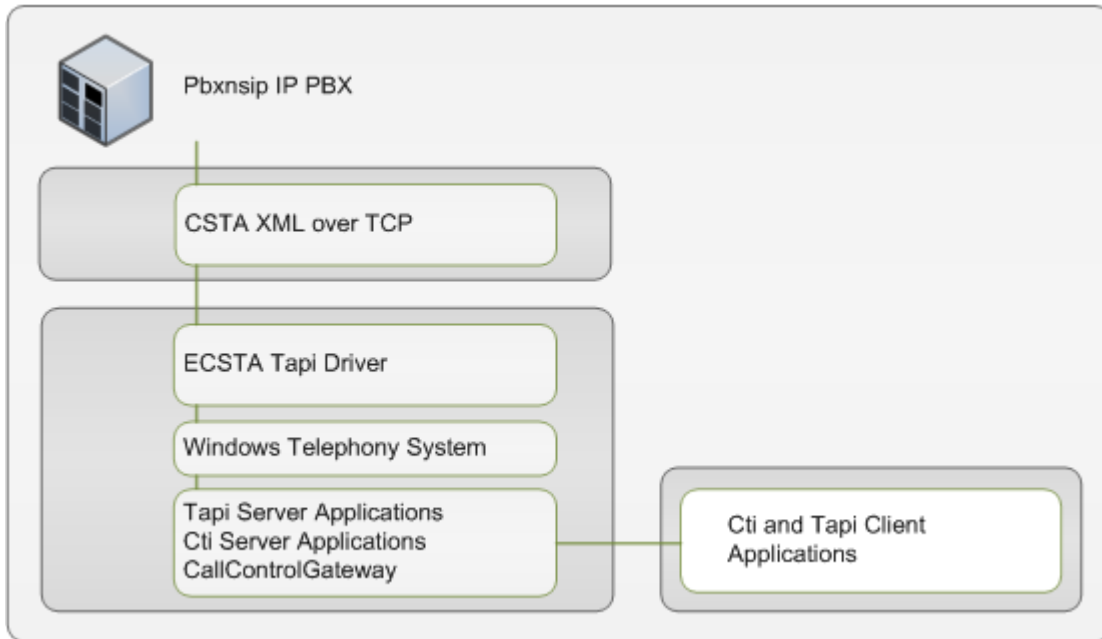 Pbxnsip IP PBX
CSTA XML over TCP
ECSTA Tapi Driver
Windows Telephony System
Tapi Server Applications
Cti Server Applications
CallControlGateway
Cti and Tapi Client
Applications